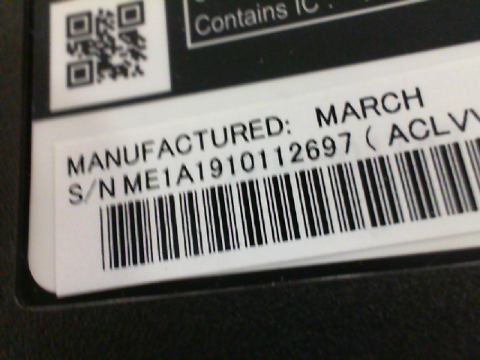 Contains IC :
MANUFACTURED: MARCH
S/N ME1A1910112697 ( ACLV